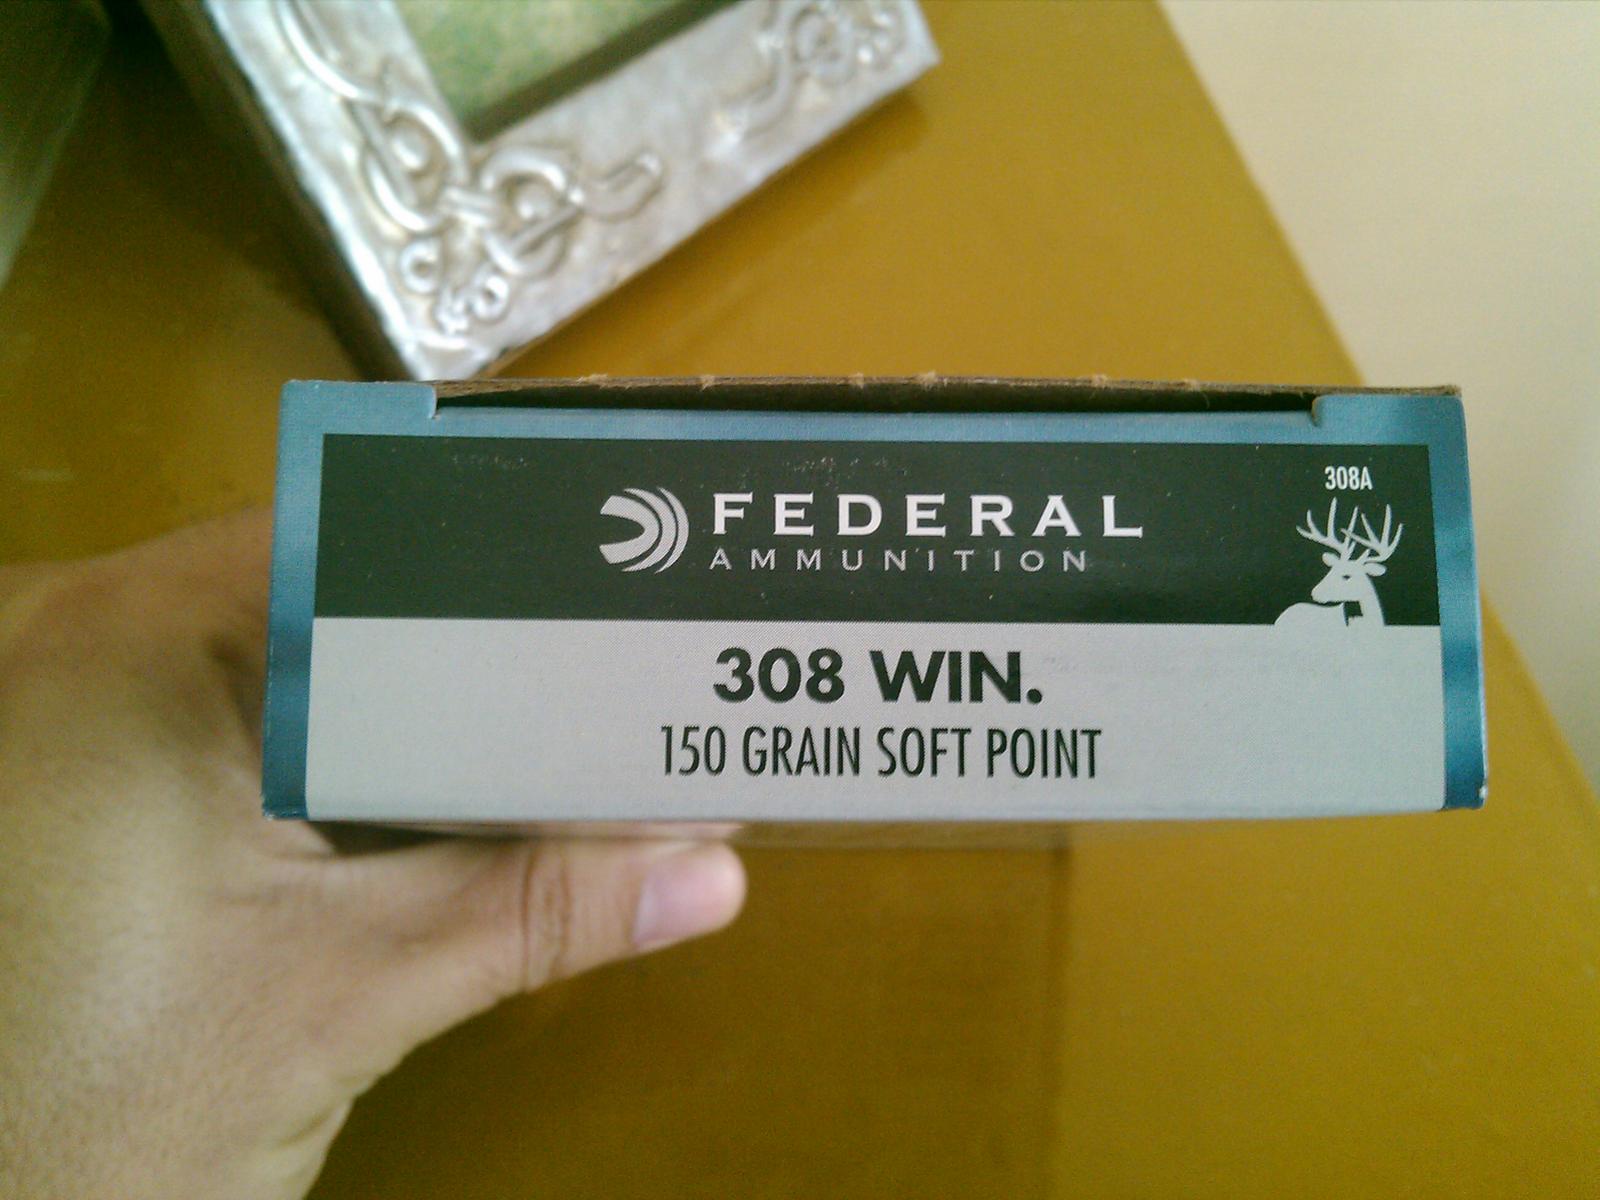 308A
FEDERAL
AMMUNITION
308 WIN.
150 GRAIN SOFT POINT